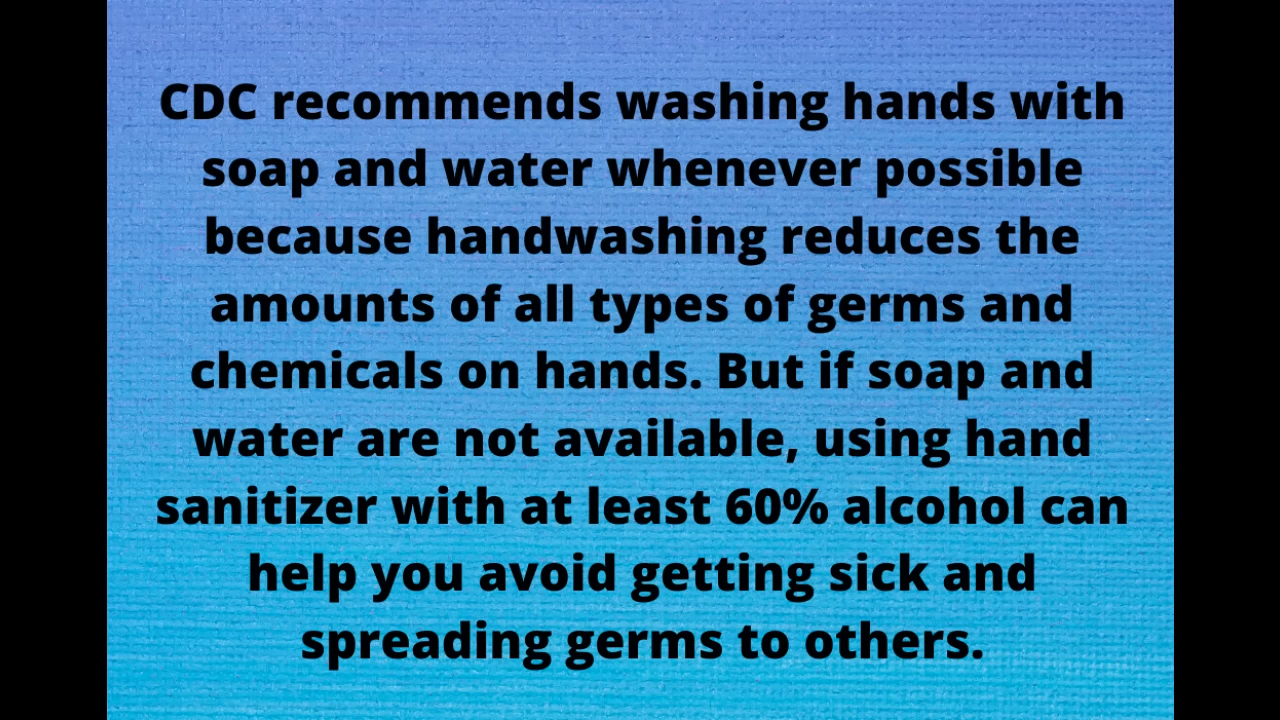 CDC recommends washing hands with
soap and water whenever possible
because handwashing reduces the
amounts of all types of germs and
chemicals on hands. But if soap and
water are not available, using hand
sanitizer with at least 60% alcohol can
help you avoid getting sick and
spreading germs to others.